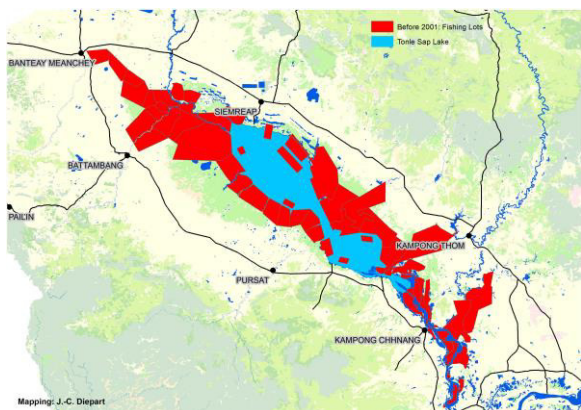 Before 2001: Fishing Lots
Tonle Sap Lake
BANTEAY MEANCHEY
SIEMREAP
BATTAMBANG
PAILIN
KAMPONG THOM
PURSAT
KAMPONG CHHNANG
Mapping: J.-C. Diepart